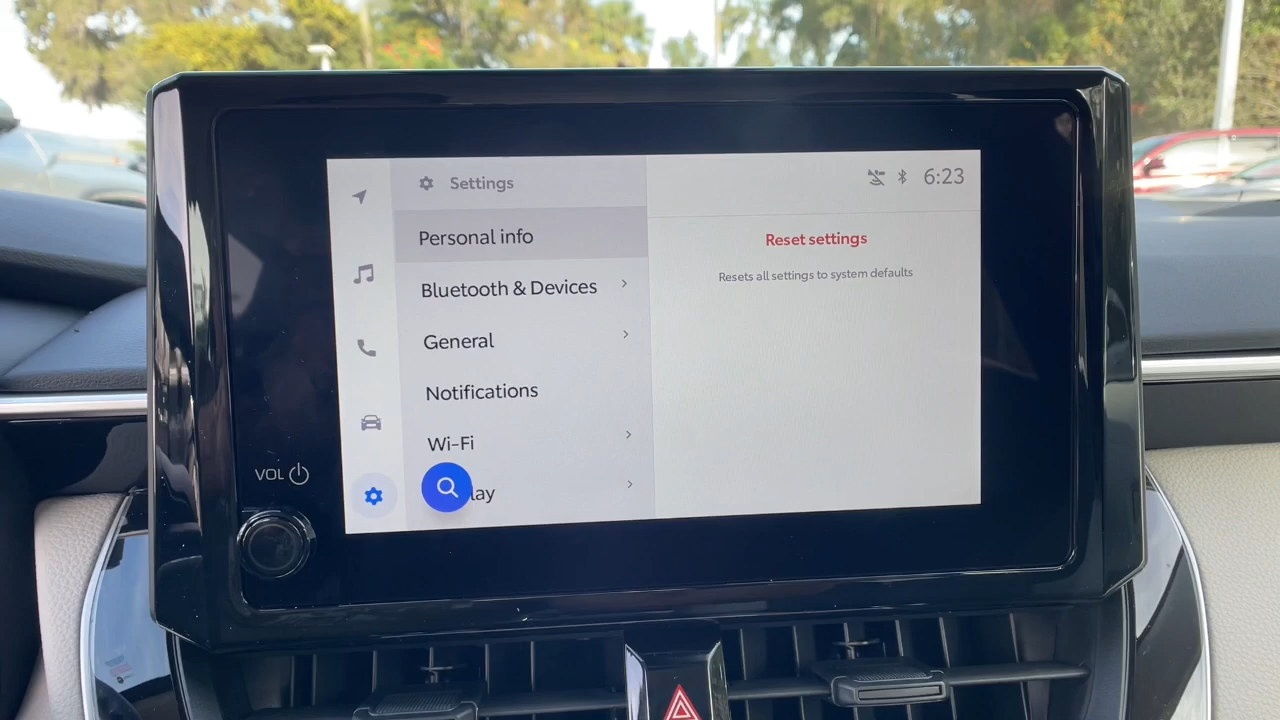 Settings
6:23
Personal info
Reset settings
Resets all settings to system defaults
Bluetooth & Devices
General
Notifications
Wi-Fi
lay
VOL